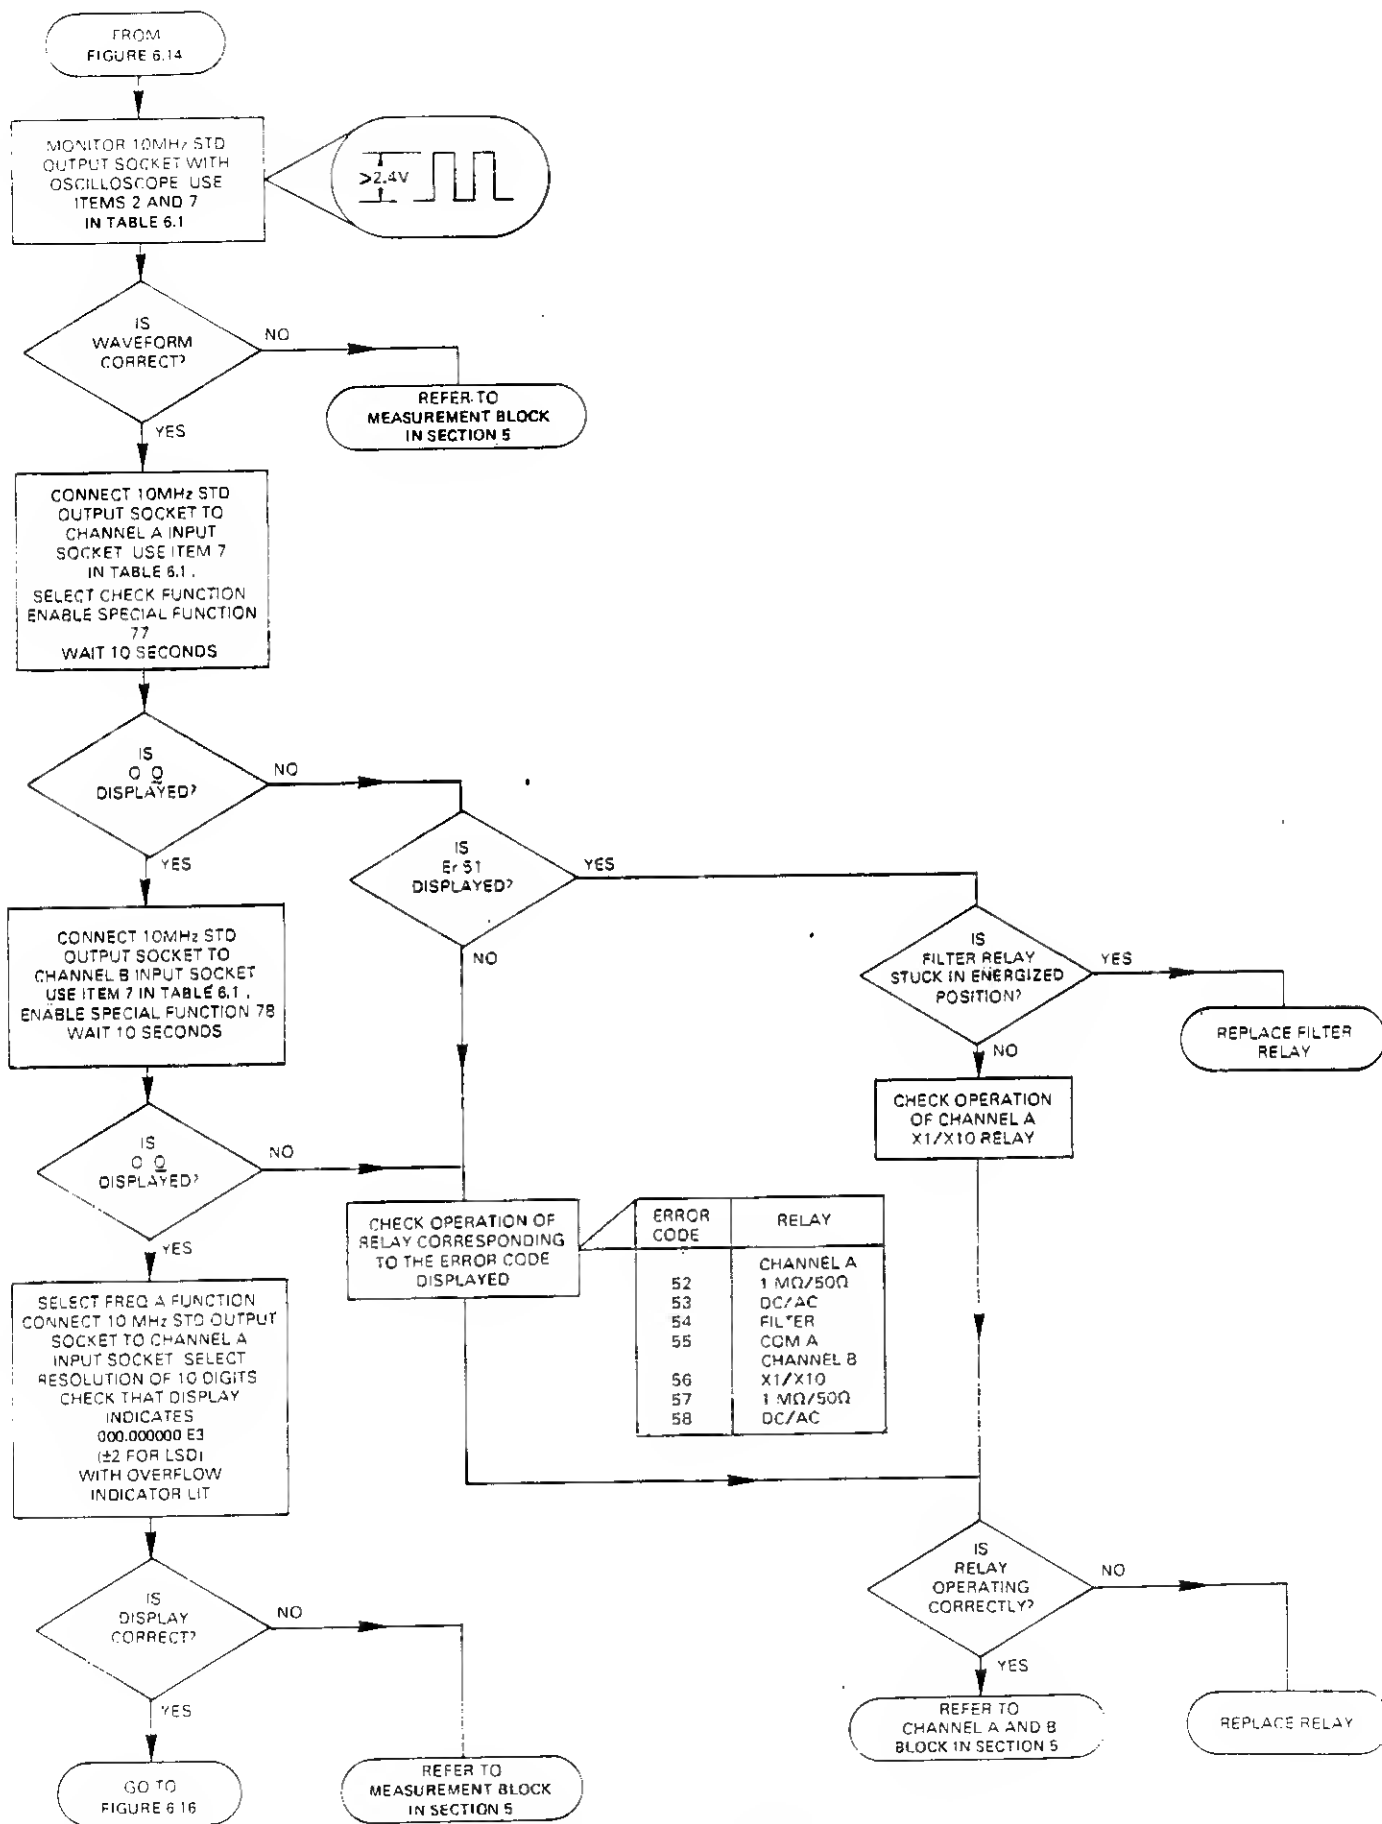 FROM
FIGURE 6.14
MONITOR 10MHz STD
OUTPUT SOCKET WITH
OSCILLOSCOPE USE
ITEMS 2 AND 7
IN TABLE 6.1
>2.4V
IS
WAVEFORM
CORRECT?
NO
YES
REFER TO
MEASUREMENT BLOCK
IN SECTION 5
CONNECT 10MHz STD
OUTPUT SOCKET TO
CHANNEL A INPUT
SOCKET USE ITEM 7
IN TABLE 6.1.
SELECT CHECK FUNCTION
ENABLE SPECIAL FUNCTION
77
WAIT 10 SECONDS
IS
O O
DISPLAYED?
NO
YES
IS
Er 51
DISPLAYED?
YES
NO
IS
FILTER RELAY
STUCK IN ENERGIZED
POSITION?
YES
NO
REPLACE FILTER
RELAY
CONNECT 10MHz STD
OUTPUT SOCKET TO
CHANNEL B INPUT SOCKET
USE ITEM 7 IN TABLE 6.1.
ENABLE SPECIAL FUNCTION 78
WAIT 10 SECONDS
CHECK OPERATION
OF CHANNEL A
X1/X10 RELAY
IS
O O
DISPLAYED?
NO
YES
CHECK OPERATION OF
RELAY CORRESPONDING
TO THE ERROR CODE
DISPLAYED
ERROR CODE RELAY
CHANNEL A
52 1 MΩ/50Ω
53 DC/AC
54 FILTER
55 COM A
CHANNEL B
56 X1/X10
57 1 MΩ/50Ω
58 DC/AC
SELECT FREQ A FUNCTION
CONNECT 10 MHz STD OUTPUT
SOCKET TO CHANNEL A
INPUT SOCKET SELECT
RESOLUTION OF 10 DIGITS
CHECK THAT DISPLAY
INDICATES
000.000000 E3
(±2 FOR LSD)
WITH OVERFLOW
INDICATOR LIT
IS
DISPLAY
CORRECT?
NO
YES
IS
RELAY
OPERATING
CORRECTLY?
NO
YES
GO TO
FIGURE 6.16
REFER TO
MEASUREMENT BLOCK
IN SECTION 5
REFER TO
CHANNEL A AND B
BLOCK IN SECTION 5
REPLACE RELAY